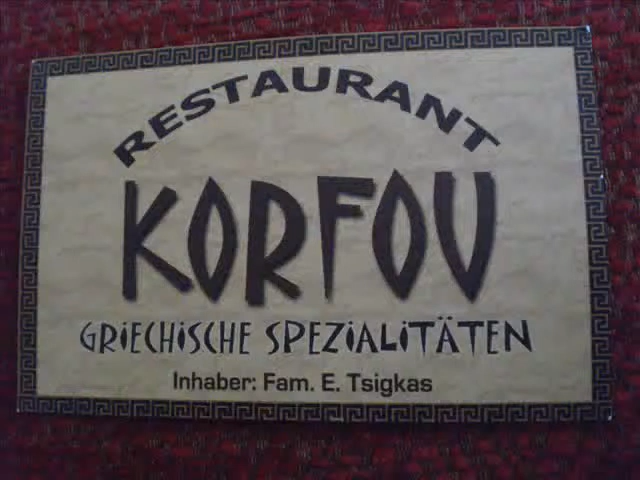 RESTAURANT
KORFOU
GRIECHISCHE SPEZIALITÄTEN
Inhaber: Fam. E. Tsigkas